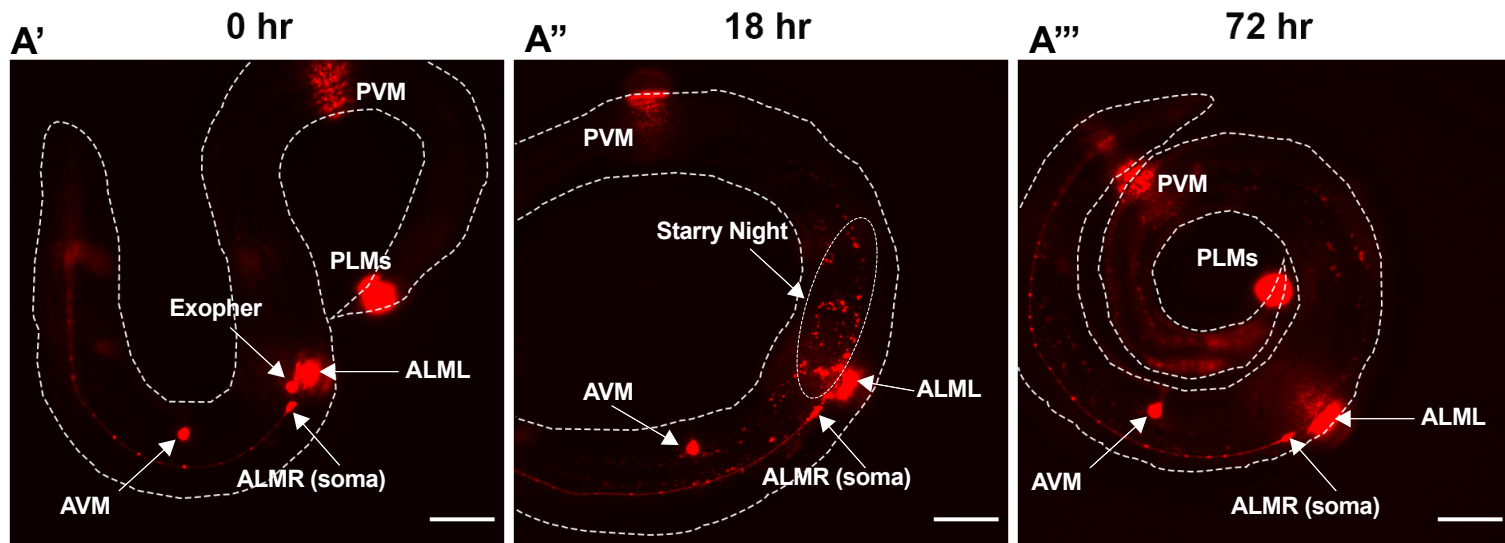 0 hr
A’
PVM
PLMs
Exopher
ALML
AVM
ALMR (soma)
18 hr
A”
PVM
Starry Night
AVM
ALML
ALMR (soma)
72 hr
A”’
PVM
PLMs
ALML
AVM
ALMR (soma)